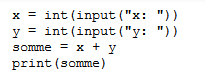 x = int(input("x: "))
y = int(input("y: "))
somme = x + y
print(somme)